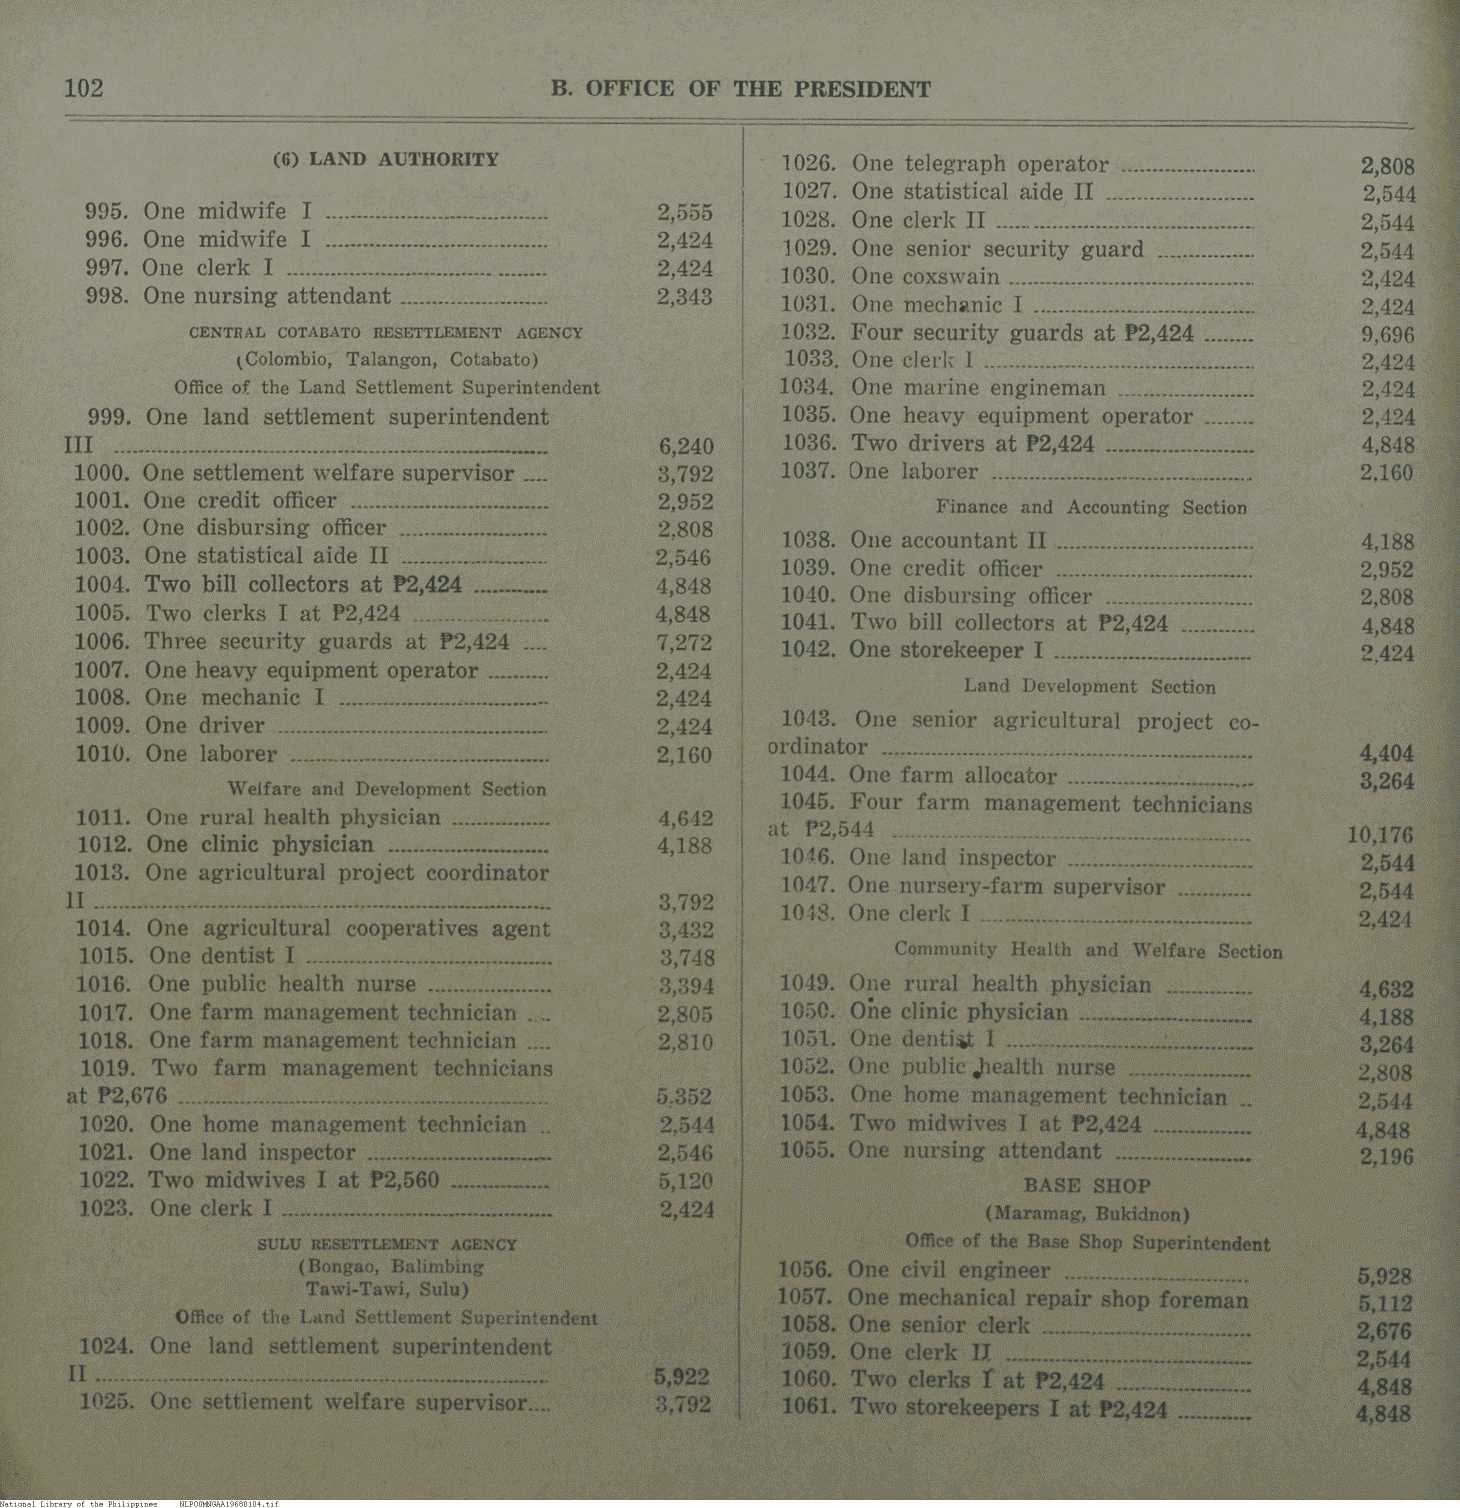 102
B. OFFICE OF THE PRESIDENT
(6) LAND AUTHORITY
995. One midwife I ........ 2,555
996. One midwife I ........ 2,424
997. One clerk I ........ 2,424
998. One nursing attendant ........ 2,343
CENTRAL COTABATO RESETTLEMENT AGENCY
(Colombio, Talangon, Cotabato)
Office of the Land Settlement Superintendent
999. One land settlement superintendent
III ........ 6,240
1000. One settlement welfare supervisor .... 3,792
1001. One credit officer ........ 2,952
1002. One disbursing officer ........ 2,808
1003. One statistical aide II ........ 2,546
1004. Two bill collectors at ₱2,424 ........ 4,848
1005. Two clerks I at ₱2,424 ........ 4,848
1006. Three security guards at ₱2,424 .... 7,272
1007. One heavy equipment operator ........ 2,424
1008. One mechanic I ........ 2,424
1009. One driver ........ 2,424
1010. One laborer ........ 2,160
Welfare and Development Section
1011. One rural health physician ........ 4,642
1012. One clinic physician ........ 4,188
1013. One agricultural project coordinator
II ........ 3,792
1014. One agricultural cooperatives agent 3,432
1015. One dentist I ........ 3,748
1016. One public health nurse ........ 3,394
1017. One farm management technician .... 2,805
1018. One farm management technician .... 2,810
1019. Two farm management technicians
at ₱2,676 ........ 5,352
1020. One home management technician .. 2,544
1021. One land inspector ........ 2,546
1022. Two midwives I at ₱2,560 ........ 5,120
1023. One clerk I ........ 2,424
SULU RESETTLEMENT AGENCY
(Bongao, Balimbing
Tawi-Tawi, Sulu)
Office of the Land Settlement Superintendent
1024. One land settlement superintendent
II ........ 5,922
1025. One settlement welfare supervisor.... 3,792
1026. One telegraph operator ........ 2,808
1027. One statistical aide II ........ 2,544
1028. One clerk II ........ 2,544
1029. One senior security guard ........ 2,544
1030. One coxswain ........ 2,424
1031. One mechanic I ........ 2,424
1032. Four security guards at ₱2,424 ........ 9,696
1033. One clerk I ........ 2,424
1034. One marine engineman ........ 2,424
1035. One heavy equipment operator ........ 2,424
1036. Two drivers at ₱2,424 ........ 4,848
1037. One laborer ........ 2,160
Finance and Accounting Section
1038. One accountant II ........ 4,188
1039. One credit officer ........ 2,952
1040. One disbursing officer ........ 2,808
1041. Two bill collectors at ₱2,424 ........ 4,848
1042. One storekeeper I ........ 2,424
Land Development Section
1043. One senior agricultural project co-
ordinator ........ 4,404
1044. One farm allocator ........ 3,264
1045. Four farm management technicians
at ₱2,544 ........ 10,176
1046. One land inspector ........ 2,544
1047. One nursery-farm supervisor ........ 2,544
1048. One clerk I ........ 2,424
Community Health and Welfare Section
1049. One rural health physician ........ 4,632
1050. One clinic physician ........ 4,188
1051. One dentist I ........ 3,264
1052. One public health nurse ........ 2,808
1053. One home management technician .. 2,544
1054. Two midwives I at ₱2,424 ........ 4,848
1055. One nursing attendant ........ 2,196
BASE SHOP
(Maramag, Bukidnon)
Office of the Base Shop Superintendent
1056. One civil engineer ........ 5,928
1057. One mechanical repair shop foreman 5,112
1058. One senior clerk ........ 2,676
1059. One clerk II ........ 2,544
1060. Two clerks I at ₱2,424 ........ 4,848
1061. Two storekeepers I at ₱2,424 ........ 4,848
National Library of the Philippines NLPOOMNGAA19680104.tif